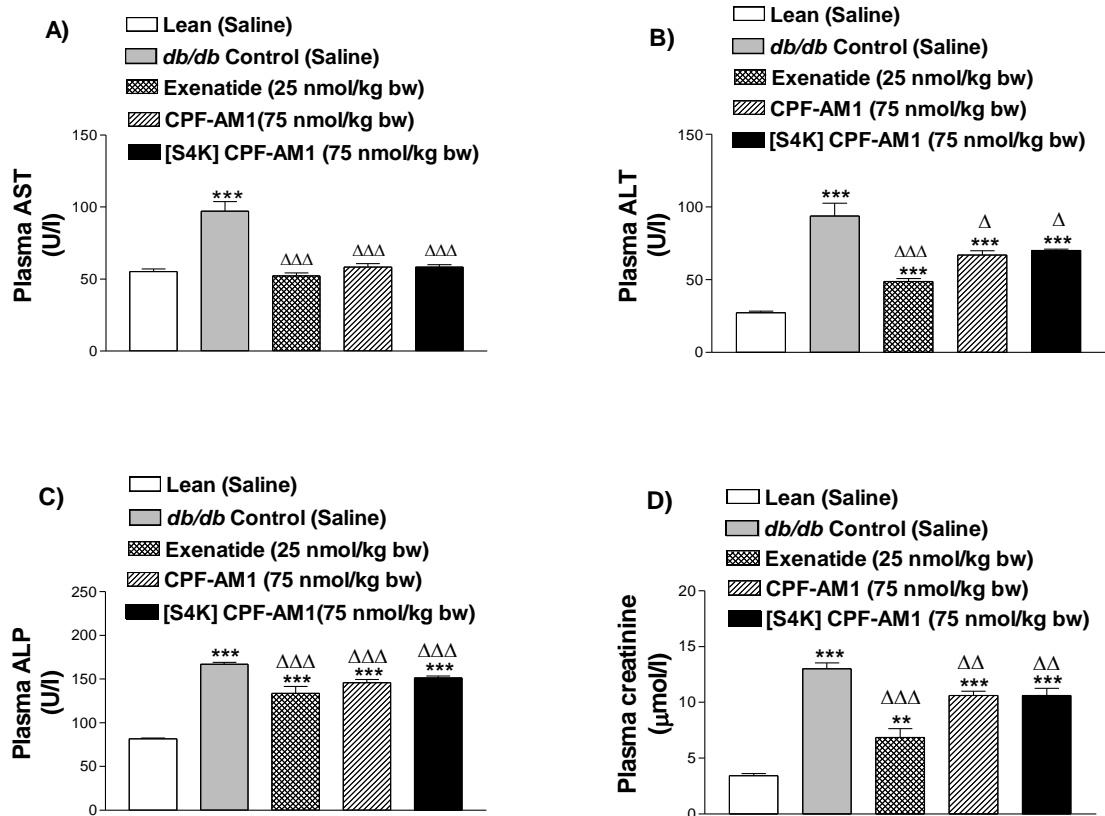 A)
Lean (Saline)
db/db Control (Saline)
Exenatide (25 nmol/kg bw)
CPF-AM1(75 nmol/kg bw)
[S4K] CPF-AM1 (75 nmol/kg bw)
Plasma AST
(U/l)
150
100
50
0
***
ΔΔΔ
ΔΔΔ
ΔΔΔ
B)
Lean (Saline)
db/db Control (Saline)
Exenatide (25 nmol/kg bw)
CPF-AM1 (75 nmol/kg bw)
[S4K] CPF-AM1 (75 nmol/kg bw)
Plasma ALT
(U/l)
150
100
50
0
***
ΔΔΔ
***
Δ
***
Δ
***
C)
Lean (Saline)
db/db Control (Saline)
Exenatide (25 nmol/kg bw)
CPF-AM1 (75 nmol/kg bw)
[S4K] CPF-AM1(75 nmol/kg bw)
Plasma ALP
(U/l)
250
200
150
100
50
0
***
ΔΔΔ
***
ΔΔΔ
***
ΔΔΔ
***
D)
Lean (Saline)
db/db Control (Saline)
Exenatide (25 nmol/kg bw)
CPF-AM1 (75 nmol/kg bw)
[S4K] CPF-AM1 (75 nmol/kg bw)
Plasma creatinine
(μmol/l)
20
15
10
5
0
***
ΔΔΔ
**
ΔΔ
***
ΔΔ
***